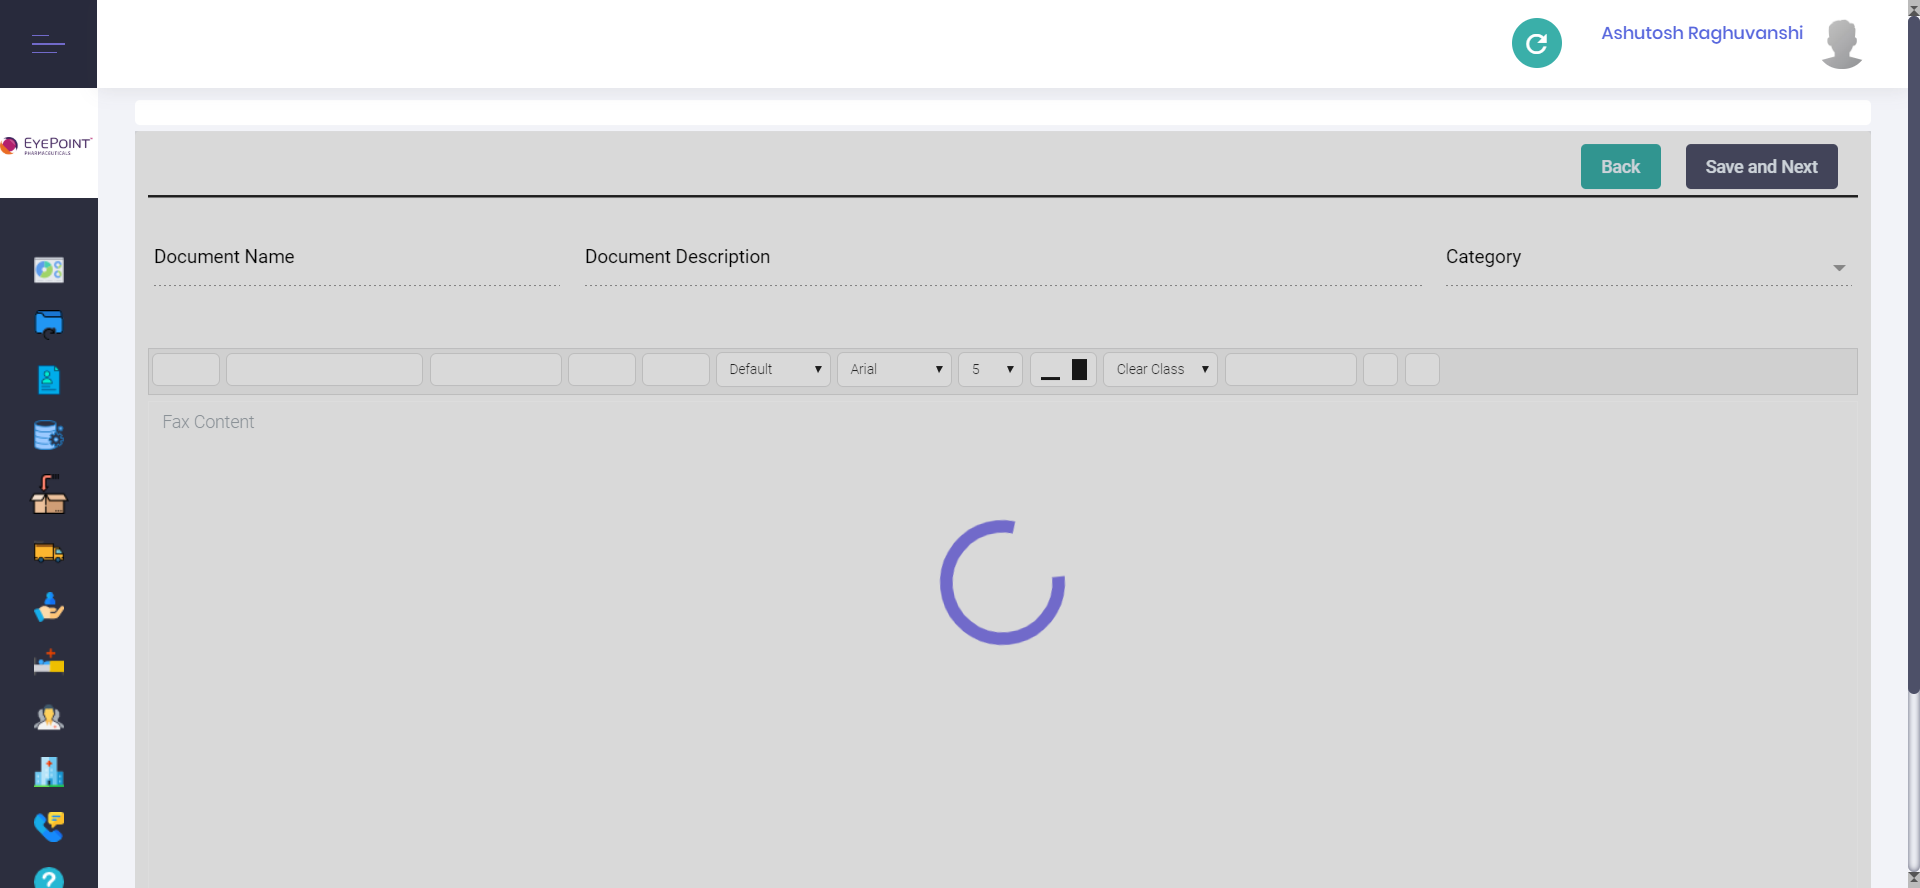 Ashutosh Raghuvanshi
EYEPOINT
PHARMACEUTICALS
Back
Save and Next
Document Name
Document Description
Category
Default
Arial
5
Clear Class
Fax Content
?